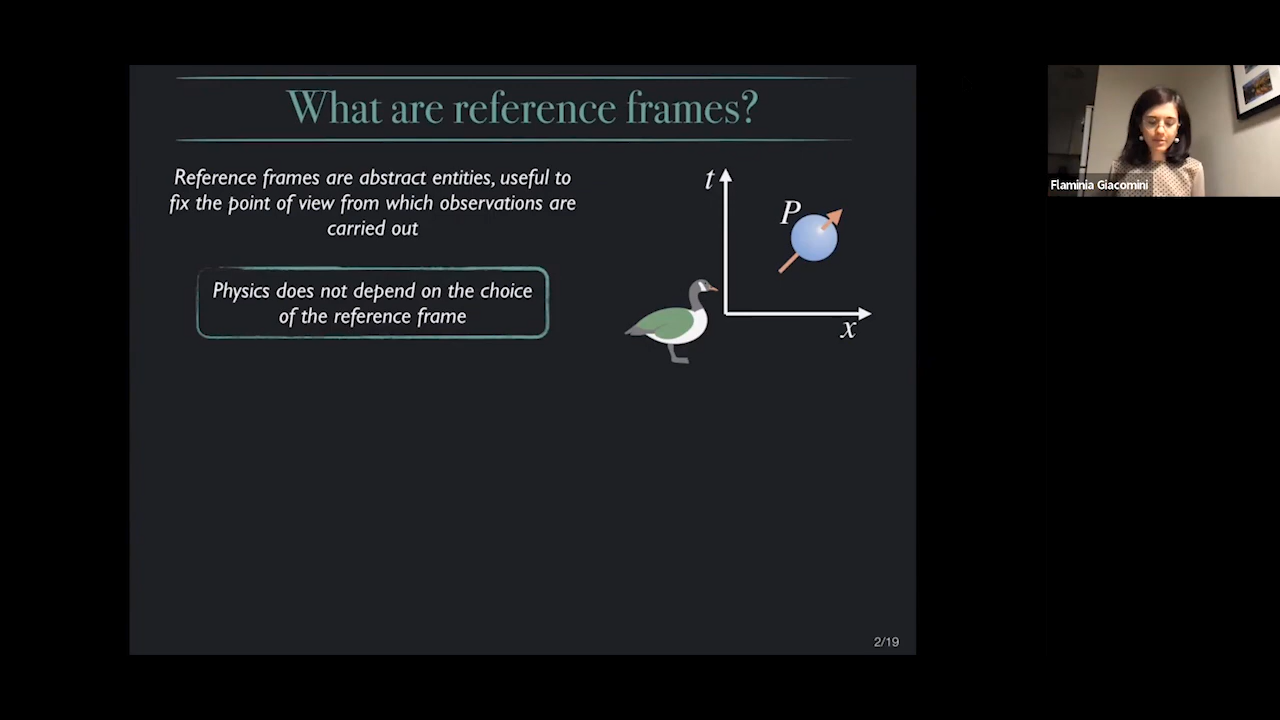 What are reference frames?
Reference frames are abstract entities, useful to
fix the point of view from which observations are
carried out
Physics does not depend on the choice
of the reference frame
t
P
x
2/19
Flaminia Giacomini